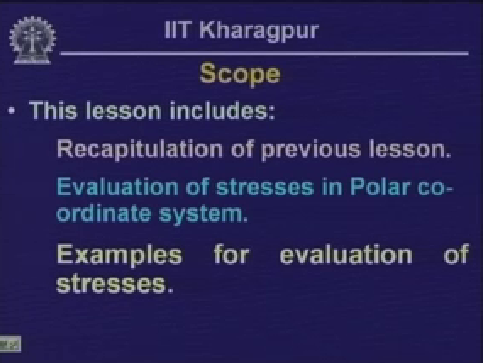 IIT Kharagpur
Scope
• This lesson includes:
Recapitulation of previous lesson.
Evaluation of stresses in Polar co-
ordinate system.
Examples for evaluation of
stresses.